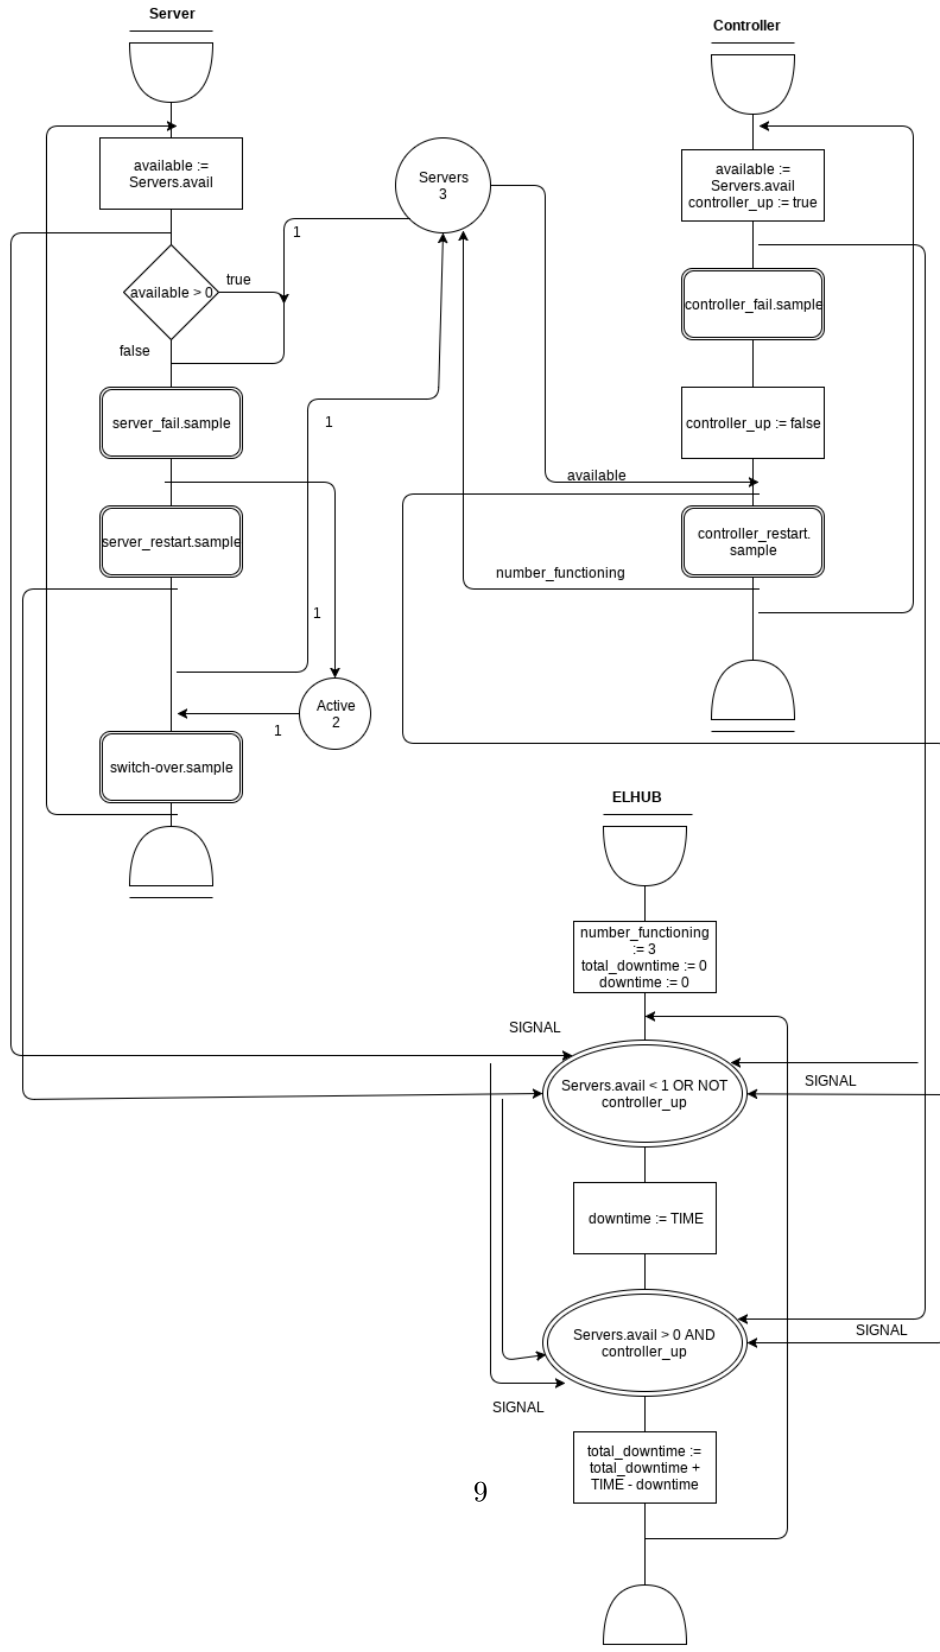 Server
available :=
Servers.avail
available > 0
true
false
server_fail.sample
server_restart.sample
switch-over.sample
Servers
3
1
1
1
Active
2
1
Controller
available :=
Servers.avail
controller_up := true
controller_fail.sample
controller_up := false
available
controller_restart.
sample
number_functioning
ELHUB
number_functioning
:= 3
total_downtime := 0
downtime := 0
SIGNAL
Servers.avail < 1 OR NOT
controller_up
SIGNAL
downtime := TIME
Servers.avail > 0 AND
controller_up
SIGNAL
SIGNAL
total_downtime :=
total_downtime +
TIME - downtime
9